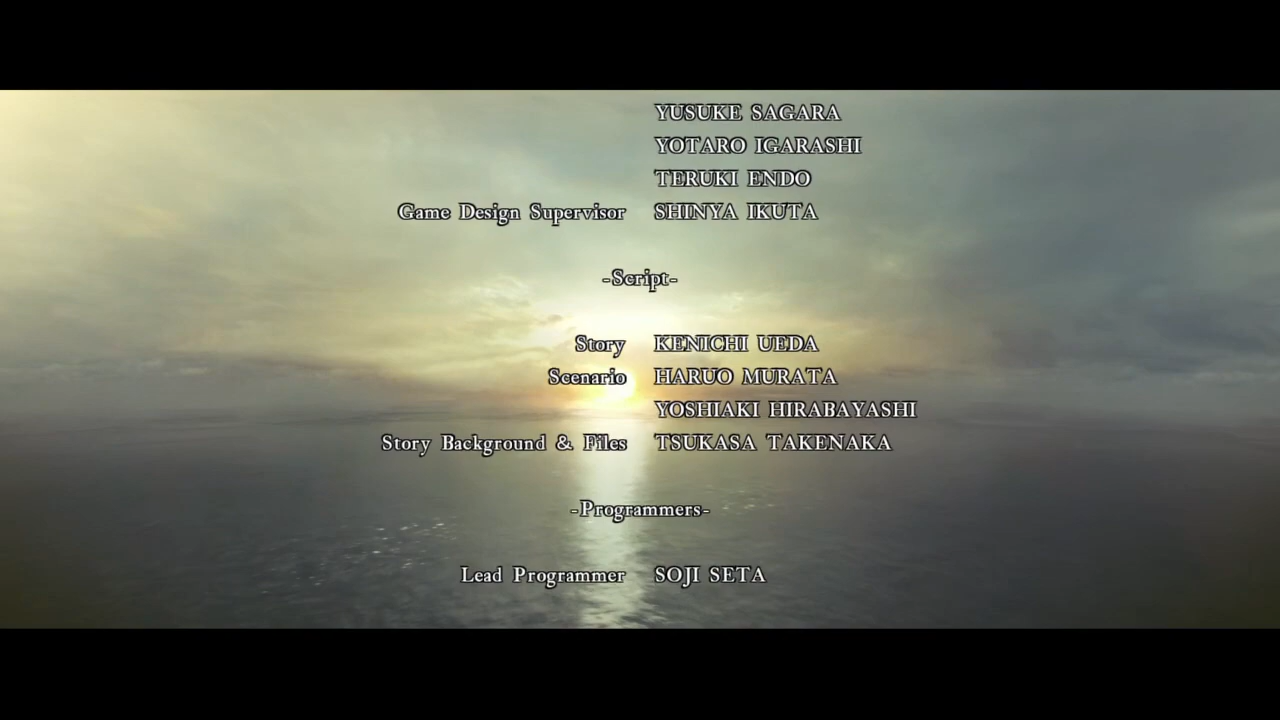 YUSUKE SAGARA
YOTARO IGARASHI
TERUKI ENDO
Game Design Supervisor SHINYA IKUTA
-Script-
Story KENICHI UEDA
Scenario HARUO MURATA
YOSHIAKI HIRABAYASHI
Story Background & Files TSUKASA TAKENAKA
-Programmers-
Lead Programmer SOJI SETA